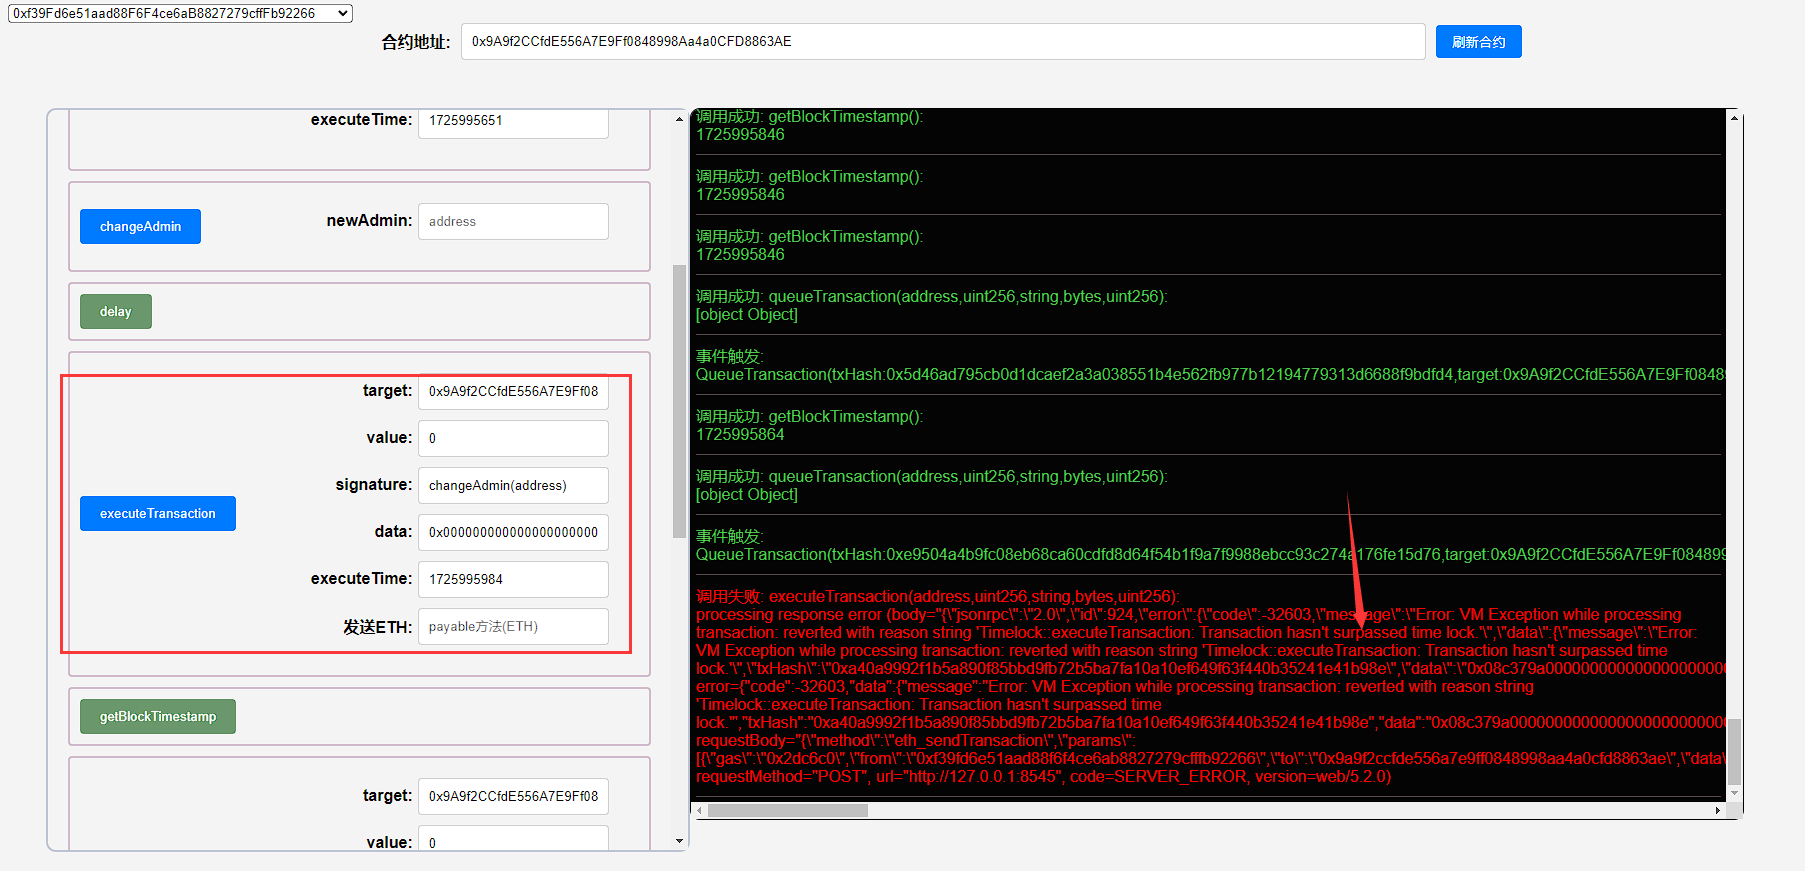 0xf39Fd6e51aad88F6F4ce6aB8827279cffFb92266
合约地址: 0x9A9f2CCfdE556A7E9Ff0848998Aa4a0CFD8863AE 刷新合约
executeTime: 1725995651
changeAdmin newAdmin: address
delay
target: 0x9A9f2CCfdE556A7E9Ff08
value: 0
signature: changeAdmin(address)
executeTransaction
data: 0x000000000000000000000
executeTime: 1725995984
发送ETH: payable方法(ETH)
getBlockTimestamp
target: 0x9A9f2CCfdE556A7E9Ff08
value: 0
调用成功: getBlockTimestamp():
1725995846
调用成功: getBlockTimestamp():
1725995846
调用成功: getBlockTimestamp():
1725995846
调用成功: queueTransaction(address,uint256,string,bytes,uint256):
[object Object]
事件触发:
QueueTransaction(txHash:0x5d46ad795cb0d1dcaef2a3a038551b4e562fb977b12194779313d6688f9bdfd4,target:0x9A9f2CCfdE556A7E9Ff0848
调用成功: getBlockTimestamp():
1725995864
调用成功: queueTransaction(address,uint256,string,bytes,uint256):
[object Object]
事件触发:
QueueTransaction(txHash:0xe9504a4b9fc08eb68ca60cdfd8d64f54b1f9a7f9988ebcc93c274a176fe15d76,target:0x9A9f2CCfdE556A7E9Ff084899
调用失败: executeTransaction(address,uint256,string,bytes,uint256):
processing response error (body="{\"jsonrpc\":\"2.0\",\"id\":924,\"error\":{\"code\":-32603,\"message\":\"Error: VM Exception while processing
transaction: reverted with reason string 'Timelock::executeTransaction: Transaction hasn't surpassed time lock.'\",\"data\":{\"message\":\"Error:
VM Exception while processing transaction: reverted with reason string 'Timelock::executeTransaction: Transaction hasn't surpassed time
lock.'\",\"txHash\":\"0xa40a9992f1b5a890f85bbd9fb72b5ba7fa10a10ef649f63f440b35241e41b98e\",\"data\":\"0x08c379a0000000000000000000000
error={"code":-32603,"data":{"message":"Error: VM Exception while processing transaction: reverted with reason string
'Timelock::executeTransaction: Transaction hasn't surpassed time
lock.'","txHash":"0xa40a9992f1b5a890f85bbd9fb72b5ba7fa10a10ef649f63f440b35241e41b98e","data":"0x08c379a000000000000000000000000
requestBody="{\"method\":\"eth_sendTransaction\",\"params\":
[{\"gas\":\"0x2dc6c0\",\"from\":\"0xf39fd6e51aad88f6f4ce6ab8827279cfffb92266\",\"to\":\"0x9a9f2ccfde556a7e9ff0848998aa4a0cfd8863ae\",\"data\
requestMethod="POST", url="http://127.0.0.1:8545", code=SERVER_ERROR, version=web/5.2.0)